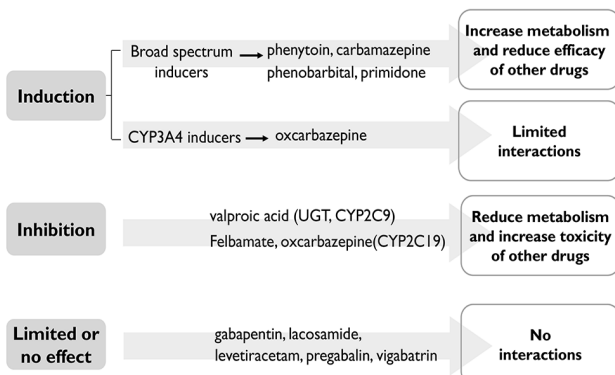 Induction
Broad spectrum
inducers
phenytoin, carbamazepine
phenobarbital, primidone
Increase metabolism
and reduce efficacy
of other drugs
CYP3A4 inducers
oxcarbazepine
Limited
interactions
Inhibition
valproic acid (UGT, CYP2C9)
Felbamate, oxcarbazepine(CYP2C19)
Reduce metabolism
and increase toxicity
of other drugs
Limited or
no effect
gabapentin, lacosamide,
levetiracetam, pregabalin, vigabatrin
No
interactions